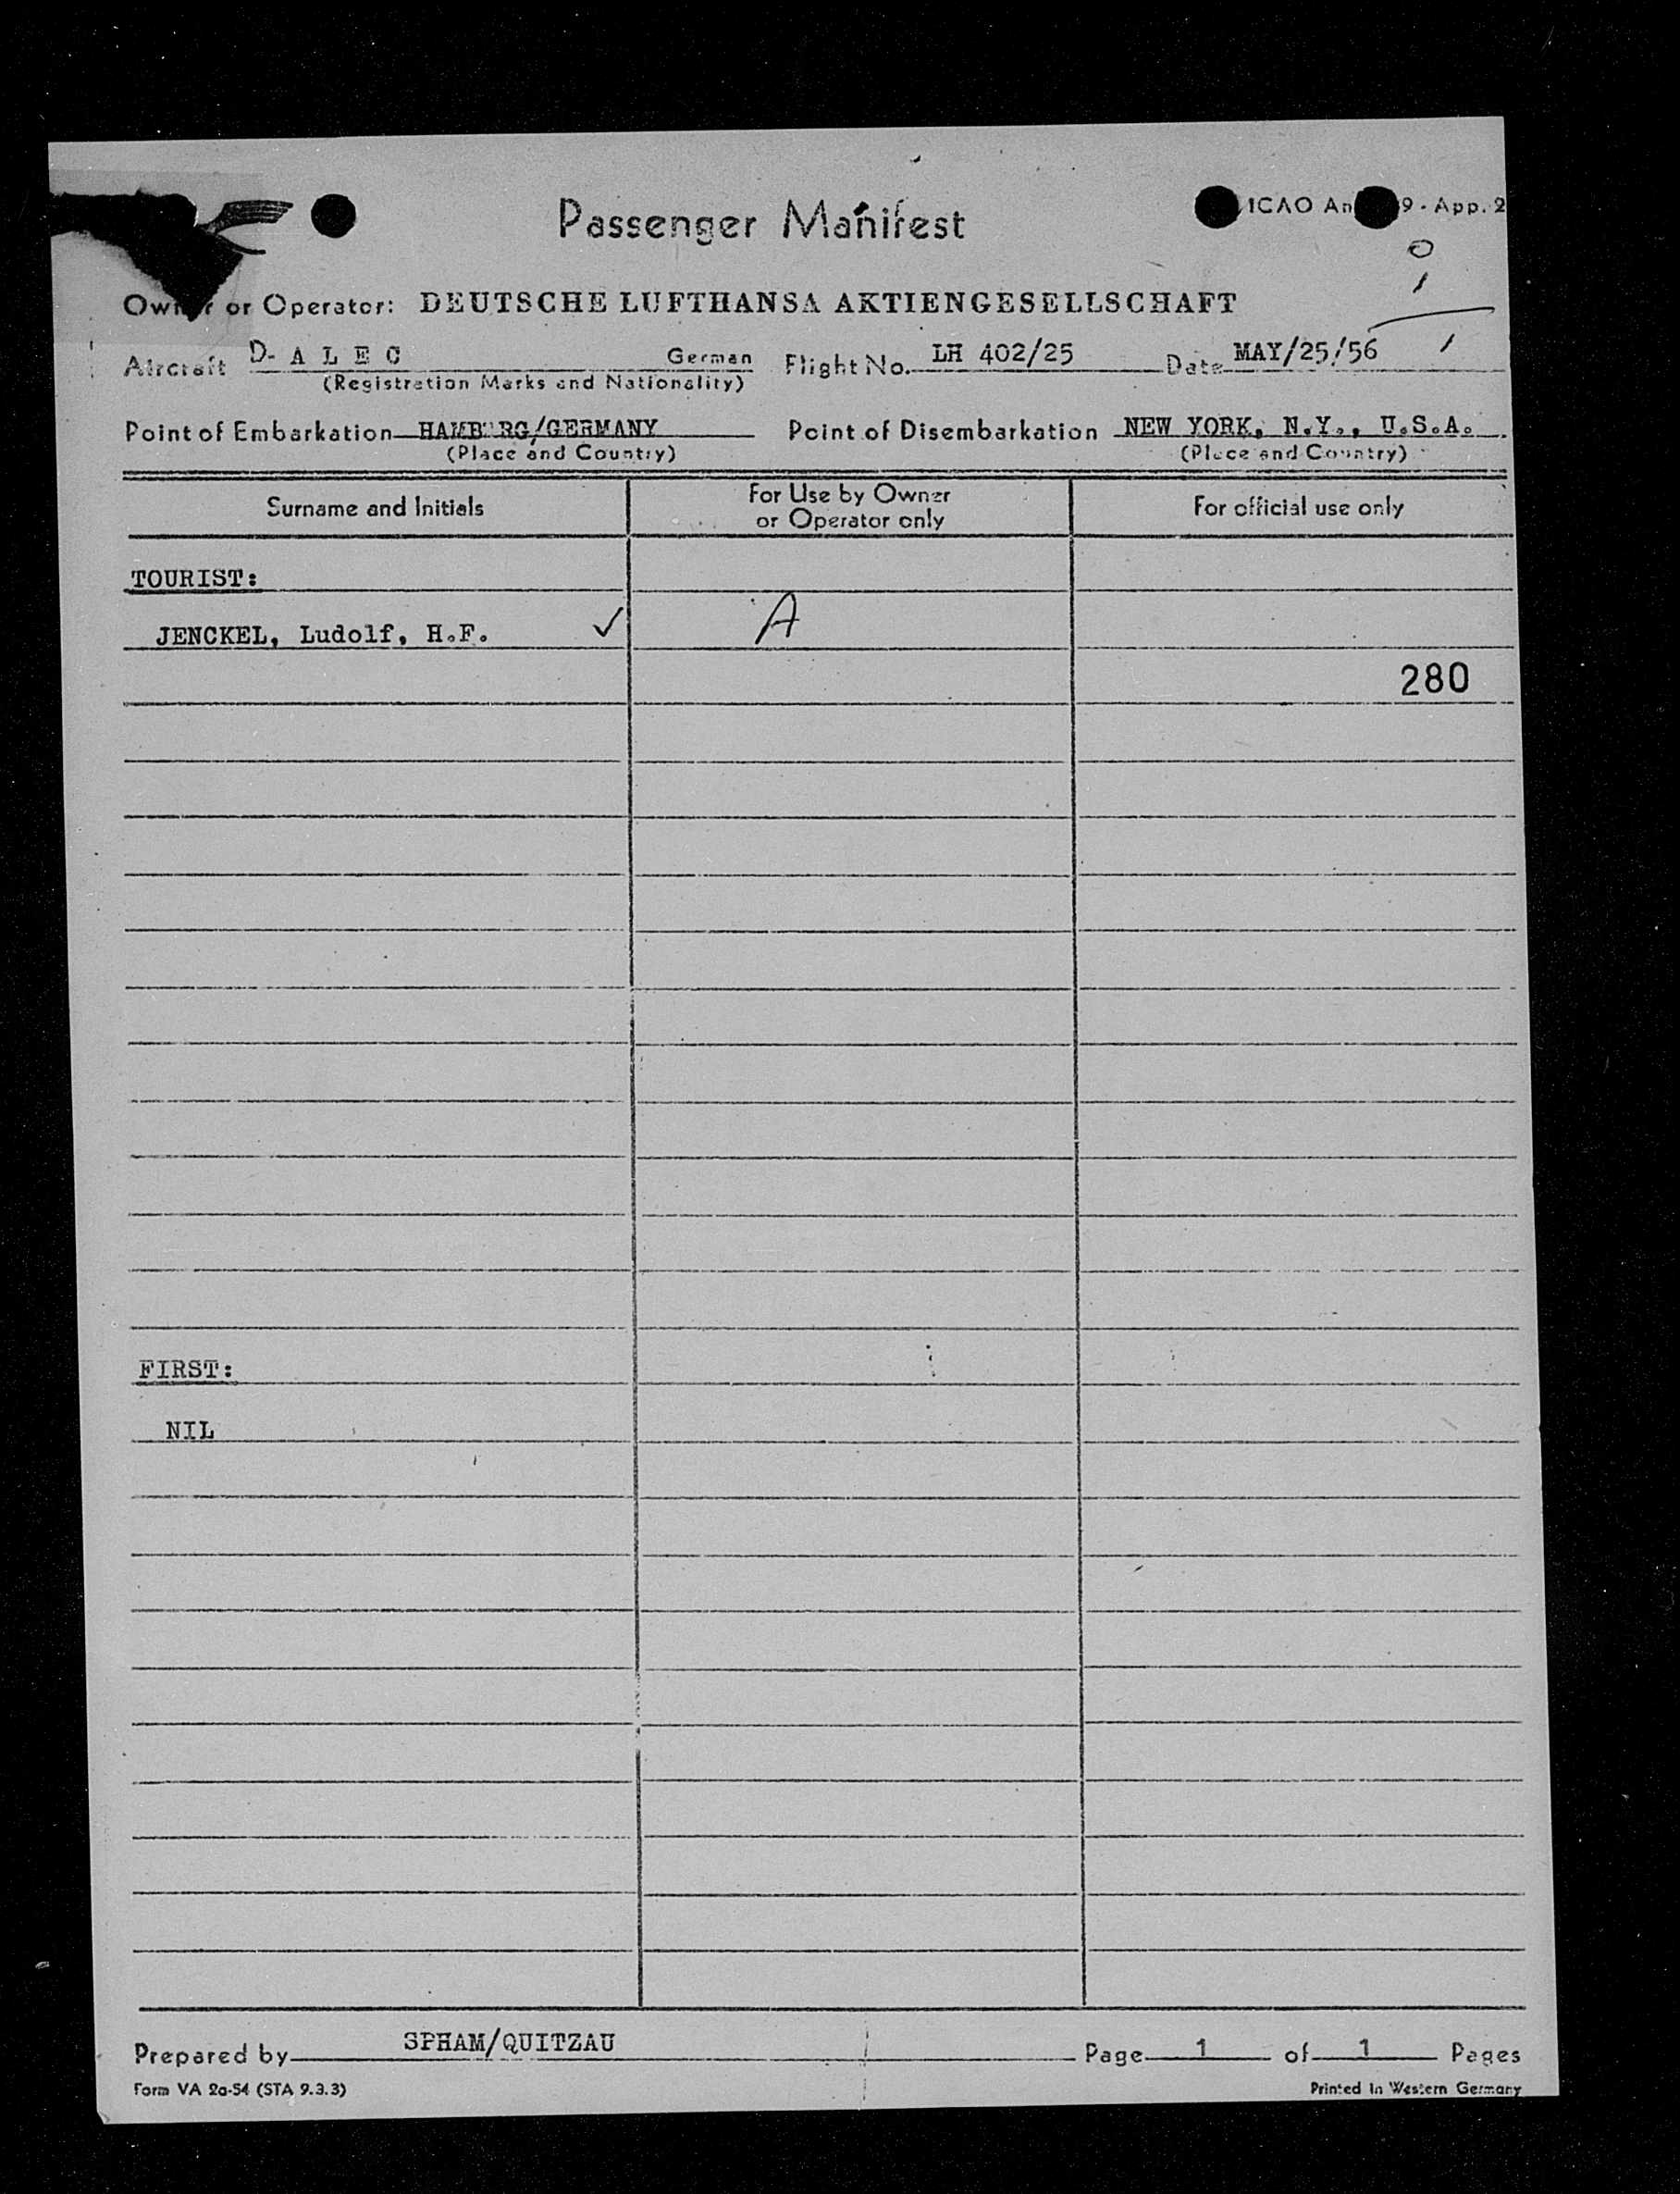 Passenger Manifest
ICAO An 9 - App. 2
0
1
Owner or Operator: DEUTSCHE LUFTHANSA AKTIENGESELLSCHAFT
Aircraft D- A L E C German Flight No. LH 402/25 Date MAY/25/56 1
(Registration Marks and Nationality)
Point of Embarkation HAMBURG/GERMANY Point of Disembarkation NEW YORK, N.Y., U.S.A.
(Place and Country) (Place and Country)
Surname and Initials For Use by Owner or Operator only For official use only
TOURIST:
JENCKEL, Ludolf, H.F. ✓ A
280
FIRST:
NIL
Prepared by SPHAM/QUITZAU Page 1 of 1 Pages
Form VA 2a-54 (STA 9.3.3) Printed in Western Germany